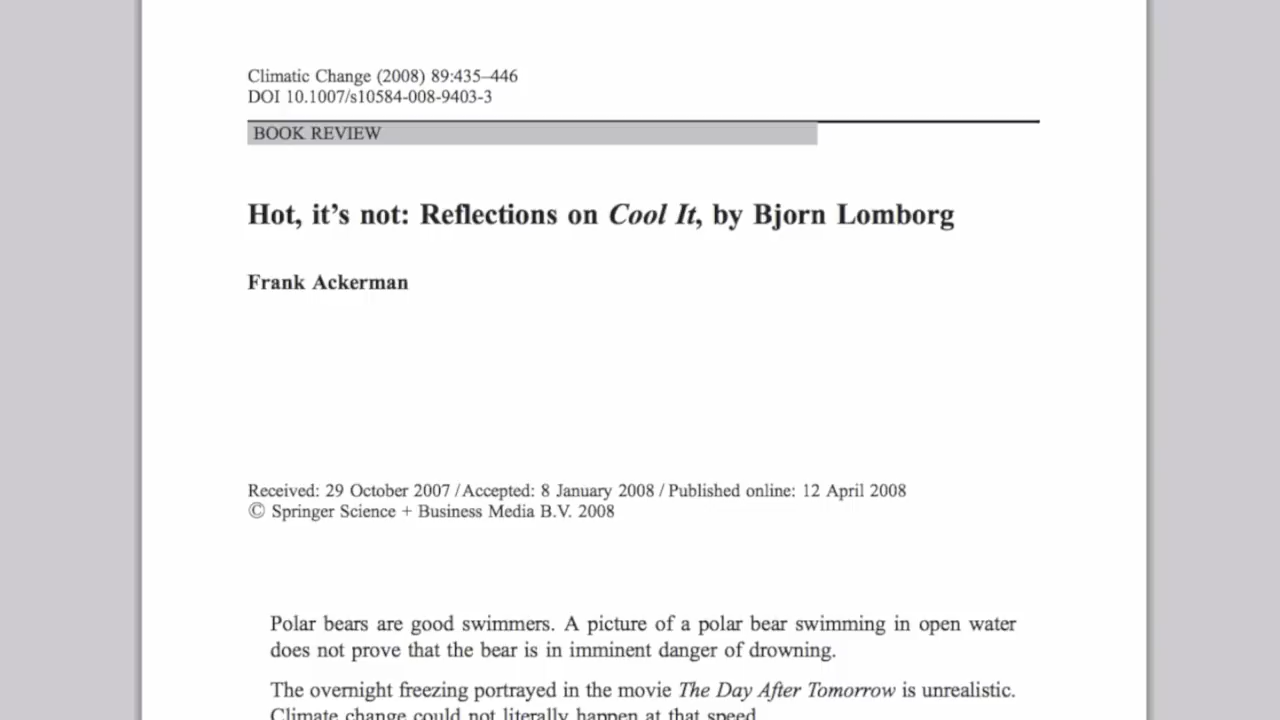 Climatic Change (2008) 89:435–446
DOI 10.1007/s10584-008-9403-3
BOOK REVIEW
Hot, it’s not: Reflections on Cool It, by Bjorn Lomborg
Frank Ackerman
Received: 29 October 2007 / Accepted: 8 January 2008 / Published online: 12 April 2008
© Springer Science + Business Media B.V. 2008
Polar bears are good swimmers. A picture of a polar bear swimming in open water
does not prove that the bear is in imminent danger of drowning.
The overnight freezing portrayed in the movie The Day After Tomorrow is unrealistic.
Climate change could not literally happen at that speed.